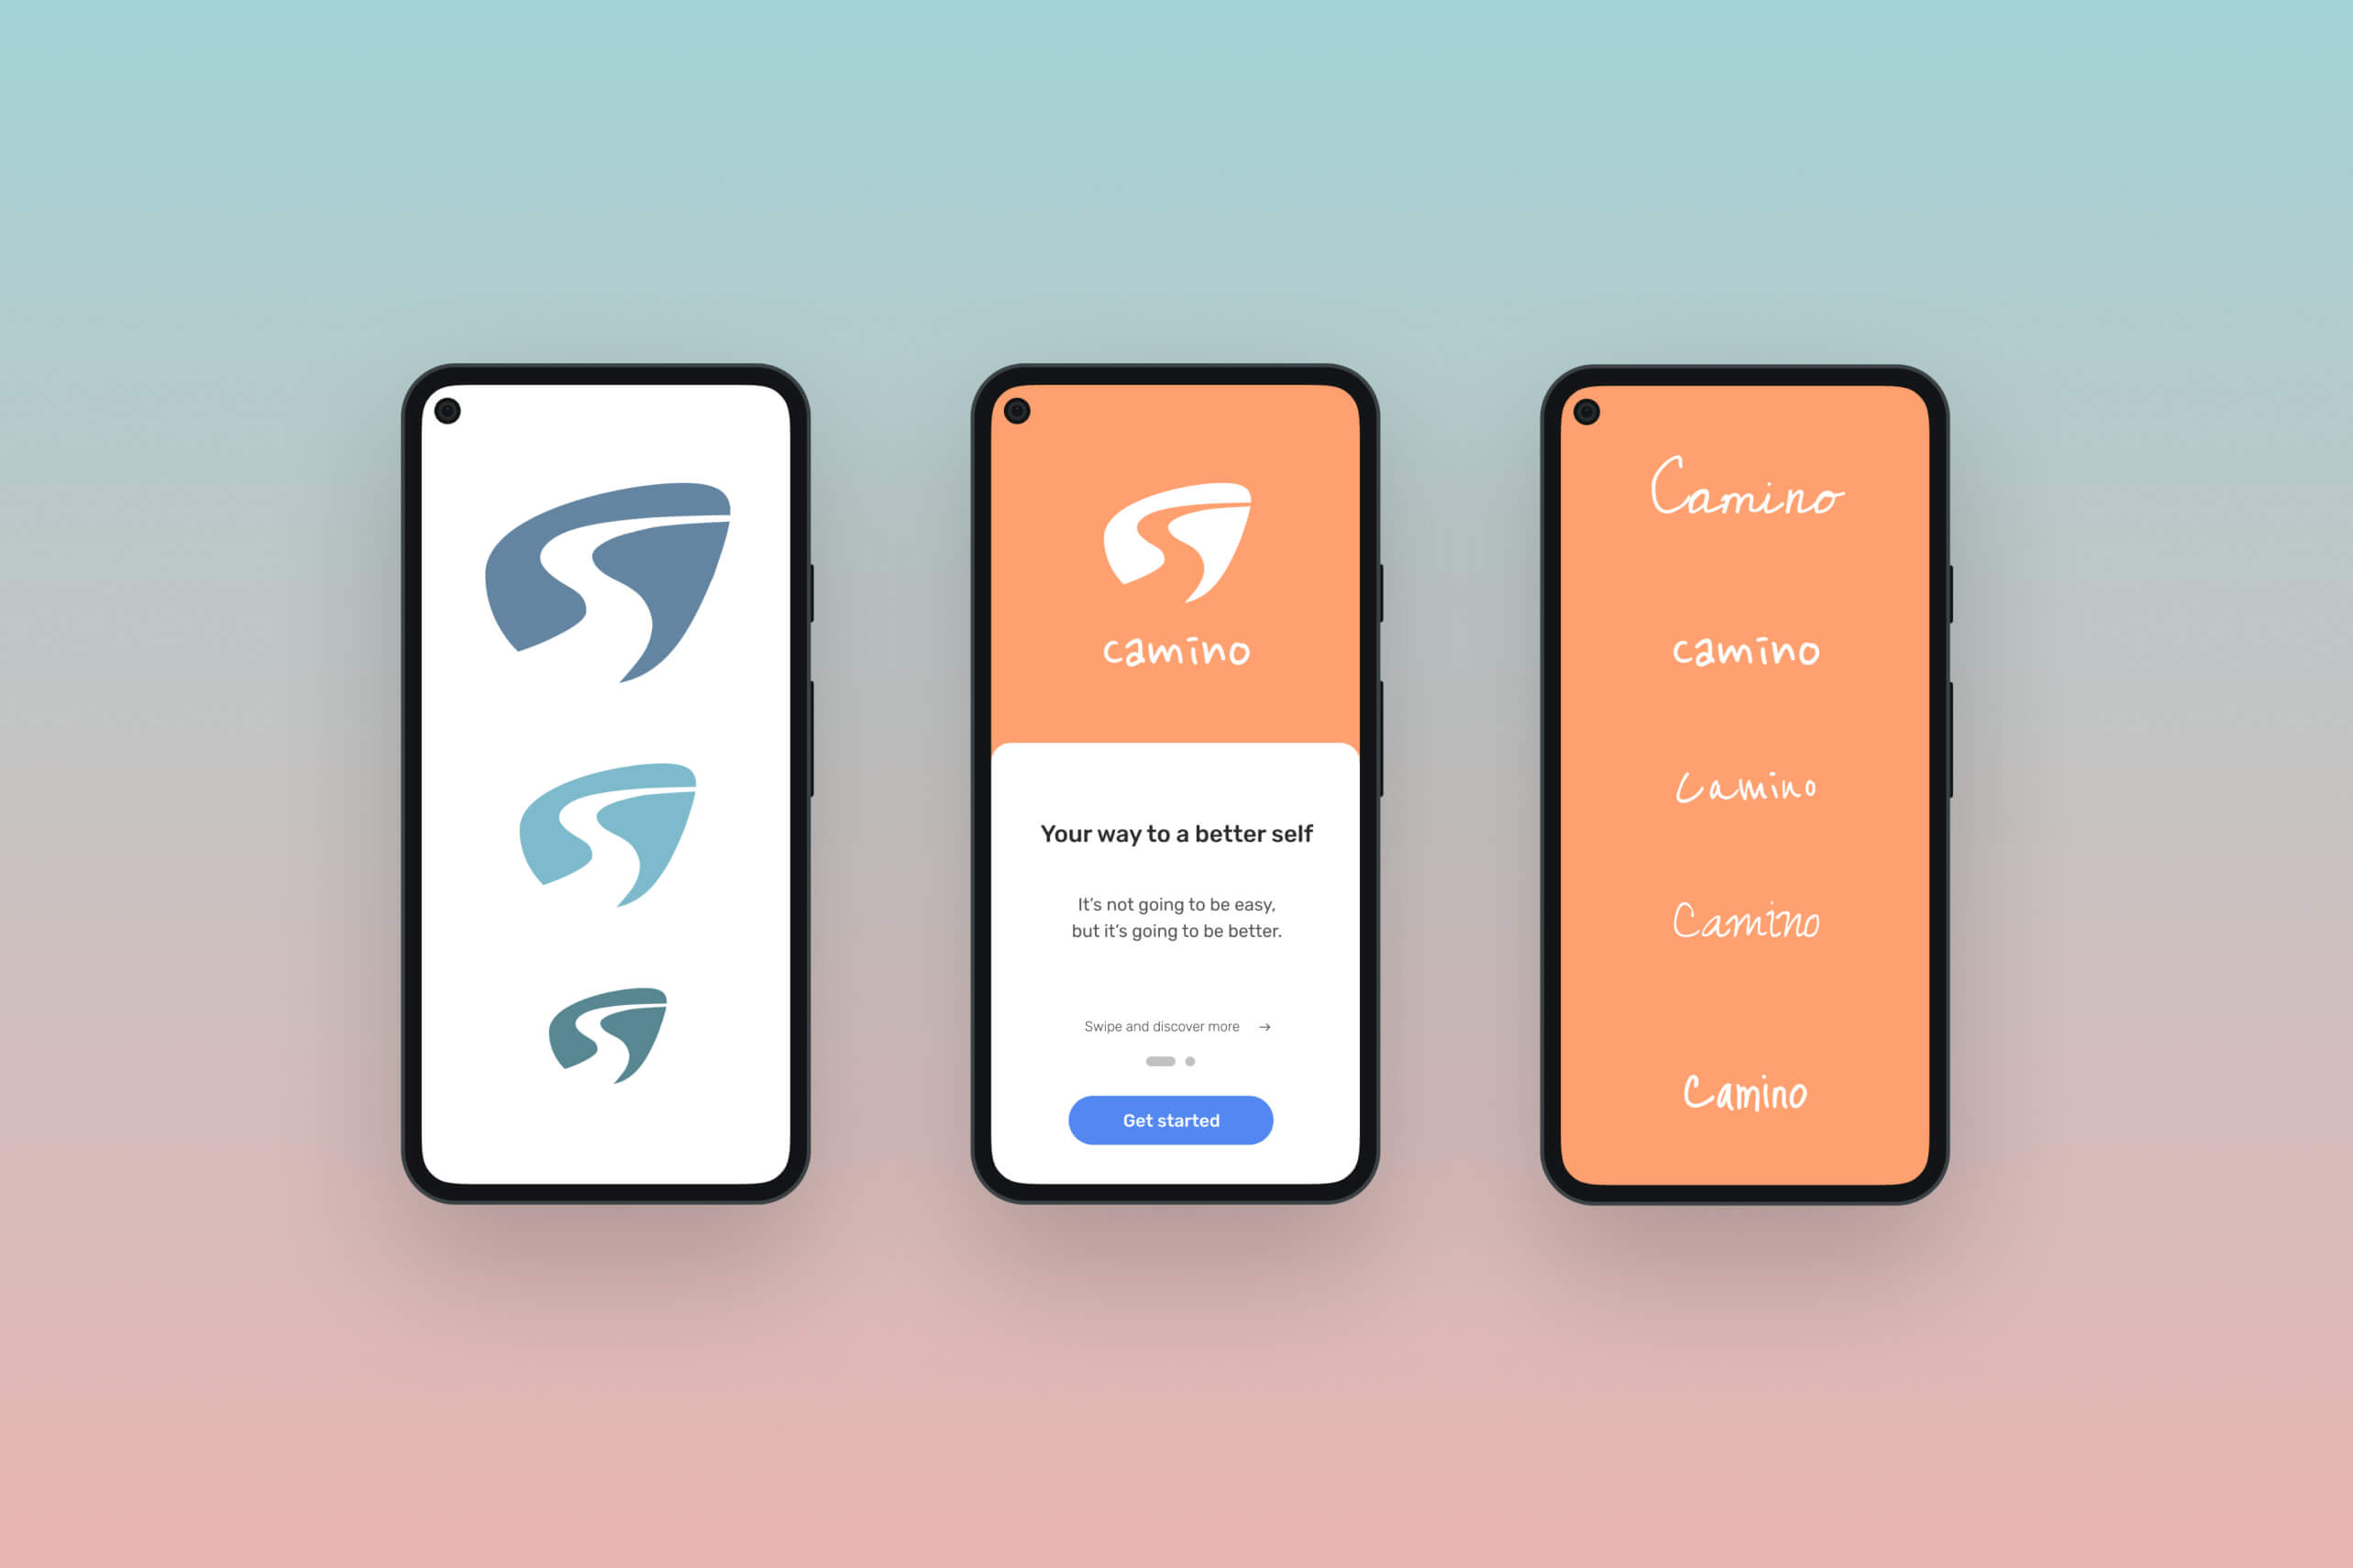 camino
Your way to a better self
It's not going to be easy,
but it's going to be better.
Swipe and discover more →
Get started
Camino
camino
Camino
Camino
Camino